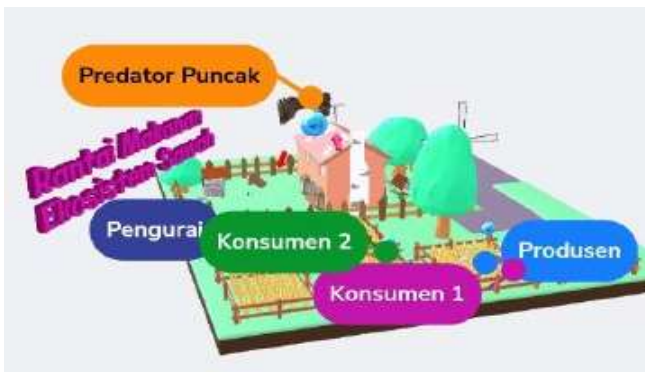 Predator Puncak
Rantai Makanan
Ekosistem Sawah
Pengurai
Konsumen 2
Produsen
Konsumen 1